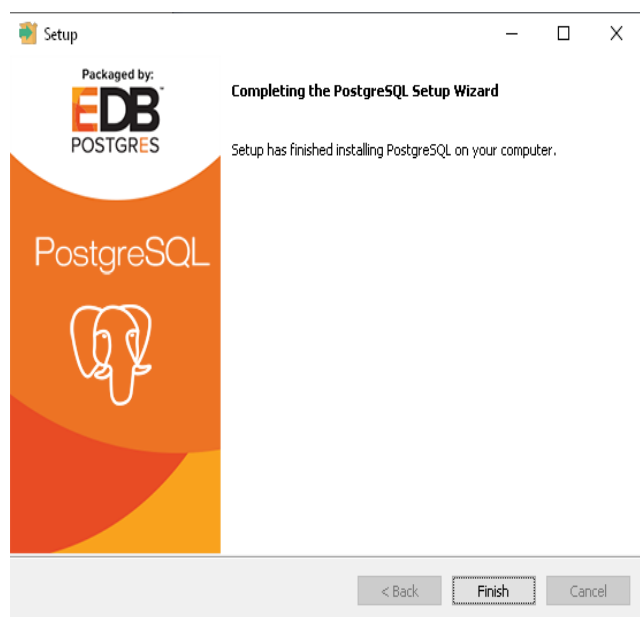 Setup
Packaged by:
EDB
POSTGRES
PostgreSQL
Completing the PostgreSQL Setup Wizard
Setup has finished installing PostgreSQL on your computer.
< Back
Finish
Cancel